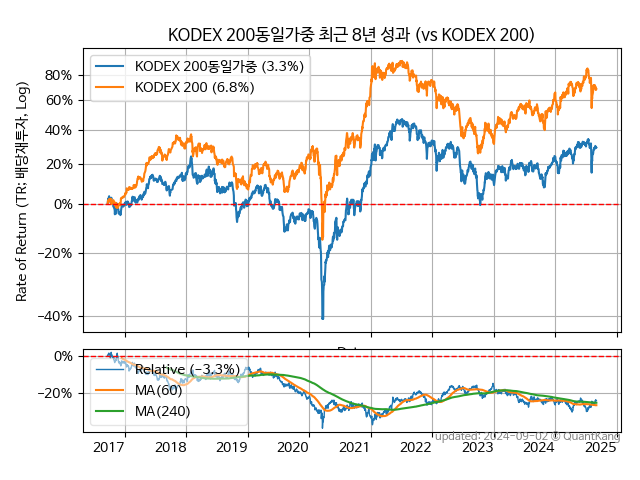 KODEX 200동일가중 최근 8년 성과 (vs KODEX 200)
Rate of Return (TR: 배당재투자, Log)
80%
60%
40%
20%
0%
−20%
−40%
KODEX 200동일가중 (3.3%)
KODEX 200 (6.8%)
0%
−20%
Relative (−3.3%)
MA(60)
MA(240)
2017 2018 2019 2020 2021 2022 2023 2024 2025
updated: 2024-09-02 © QuantKang